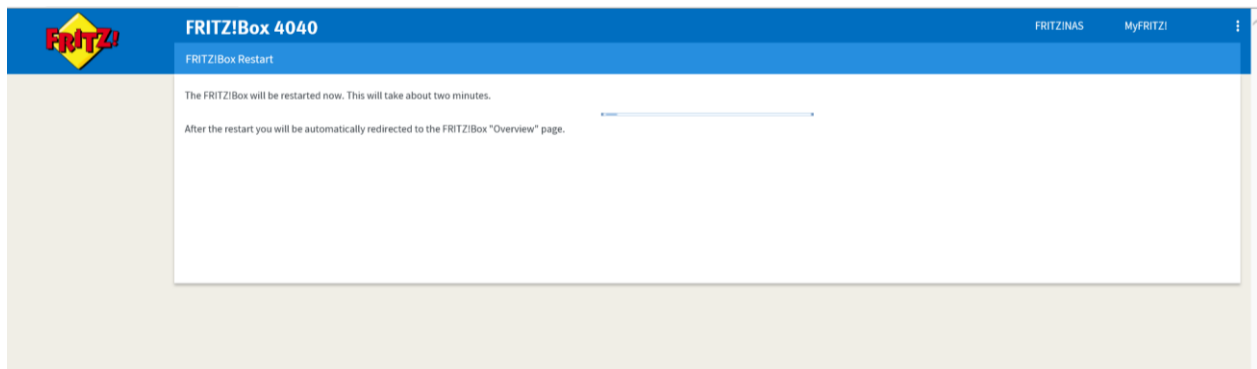 FRITZ!
FRITZ!Box 4040
FRITZ!NAS MyFRITZ!
FRITZ!Box Restart
The FRITZ!Box will be restarted now. This will take about two minutes.
After the restart you will be automatically redirected to the FRITZ!Box "Overview" page.